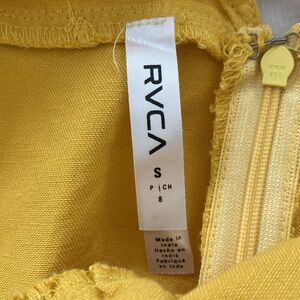 RVCA
S
P | CH
8
Made in
India
Hecho en
India
Fabriqué
en Inde